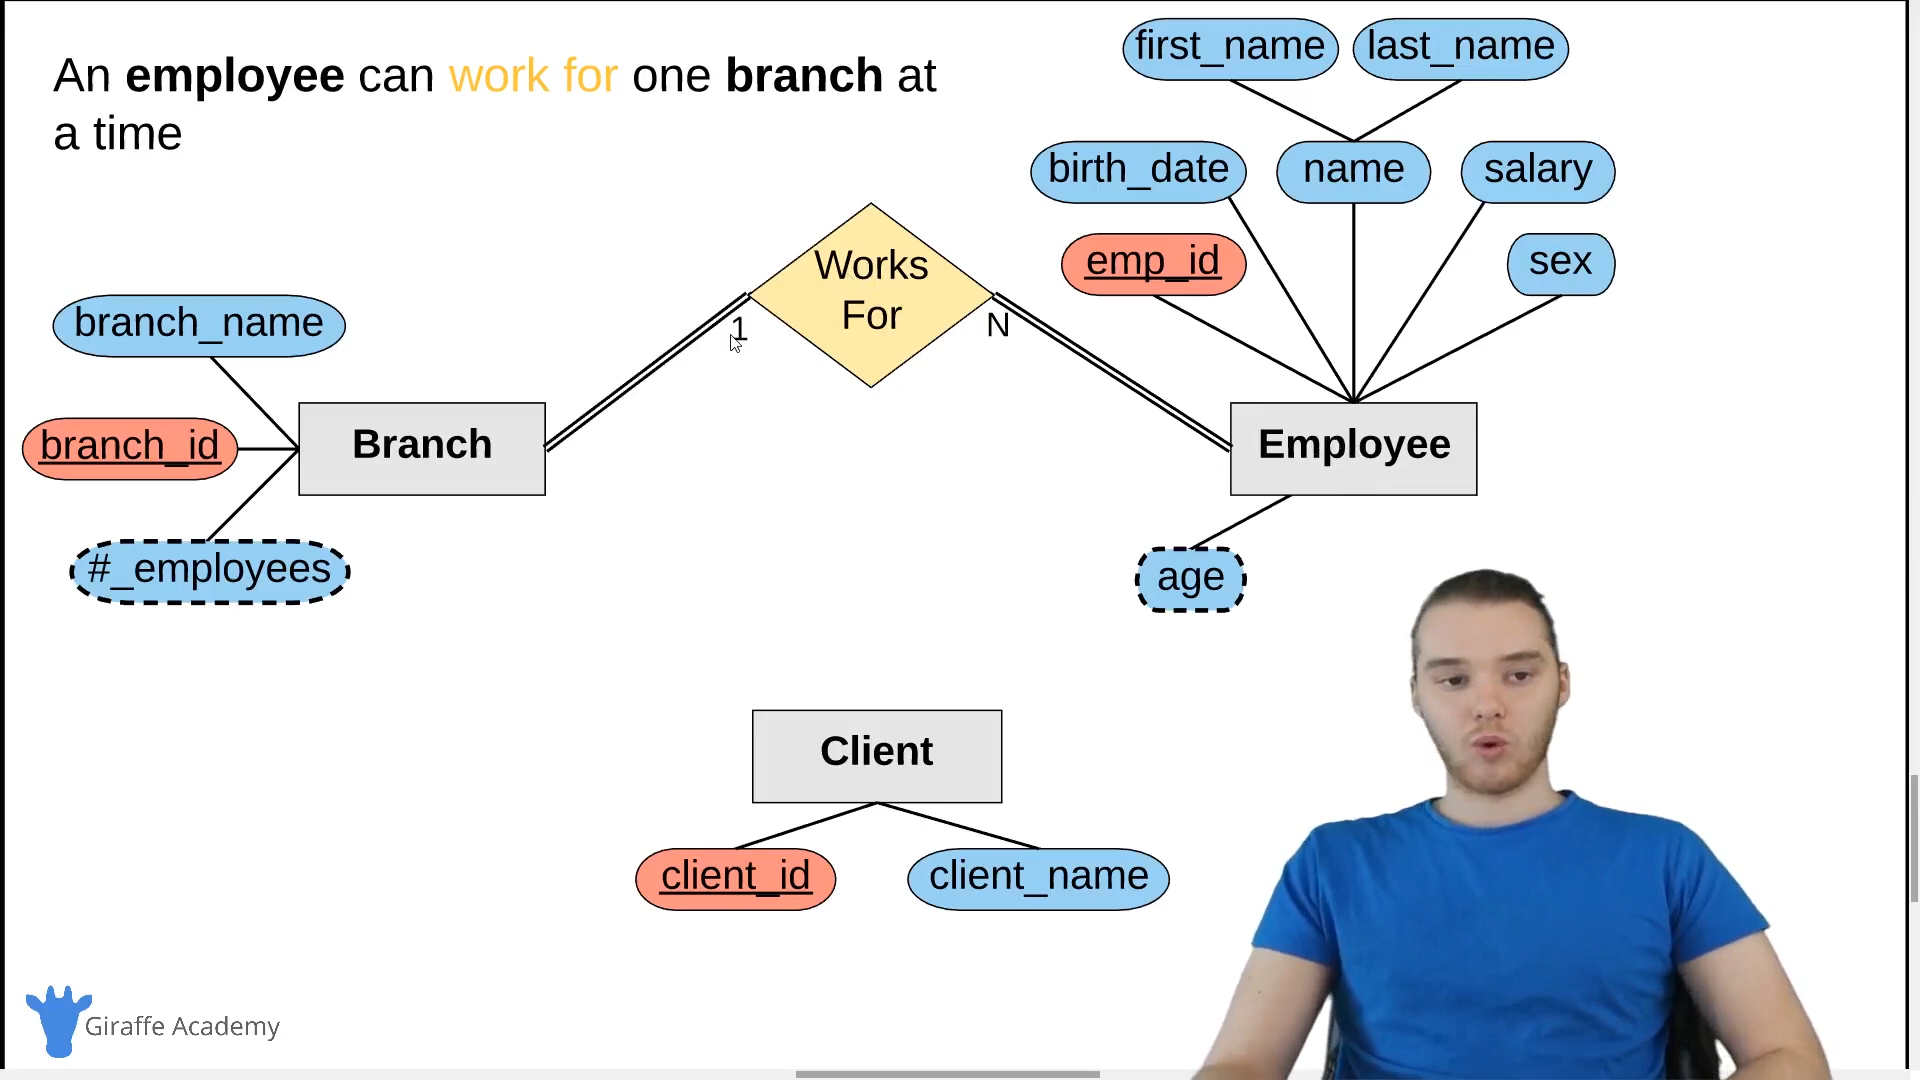 An employee can work for one branch at
a time
first_name
last_name
birth_date
name
salary
emp_id
sex
Works
For
1
N
branch_name
branch_id
#_employees
Branch
Employee
age
Client
client_id
client_name
Giraffe Academy